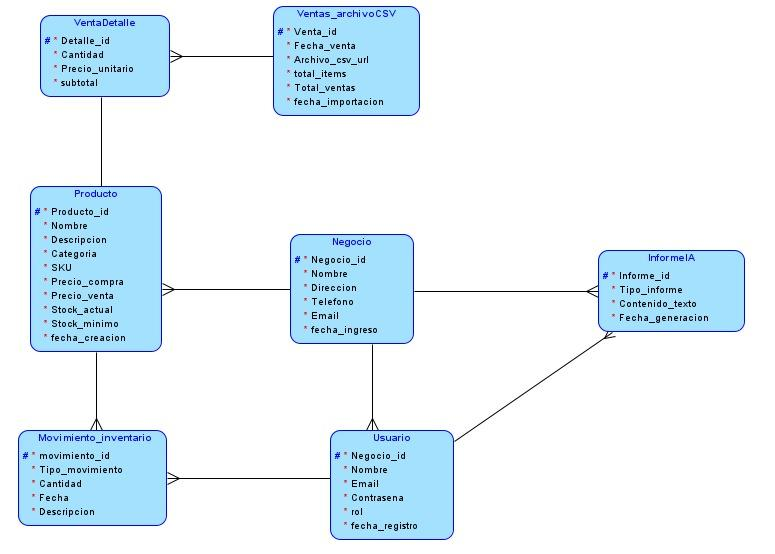 VentaDetalle
# * Detalle_id
* Cantidad
* Precio_unitario
* subtotal
Ventas_archivoCSV
# * Venta_id
* Fecha_venta
* Archivo_csv_url
* total_items
* Total_ventas
* fecha_importacion
Producto
# * Producto_id
* Nombre
* Descripcion
* Categoria
* SKU
* Precio_compra
* Precio_venta
* Stock_actual
* Stock_minimo
* fecha_creacion
Negocio
# * Negocio_id
* Nombre
* Direccion
* Telefono
* Email
* fecha_ingreso
InformeIA
# * Informe_id
* Tipo_informe
* Contenido_texto
* Fecha_generacion
Movimiento_inventario
# * movimiento_id
* Tipo_movimiento
* Cantidad
* Fecha
* Descripcion
Usuario
# * Negocio_id
* Nombre
* Email
* Contrasena
* rol
* fecha_registro